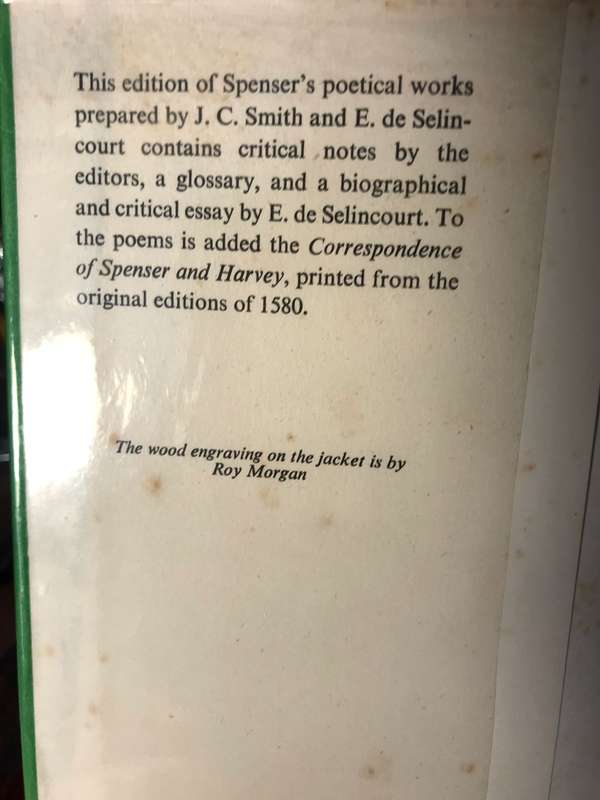 This edition of Spenser's poetical works
prepared by J. C. Smith and E. de Selin-
court contains critical notes by the
editors, a glossary, and a biographical
and critical essay by E. de Selincourt. To
the poems is added the Correspondence
of Spenser and Harvey, printed from the
original editions of 1580.
The wood engraving on the jacket is by
Roy Morgan